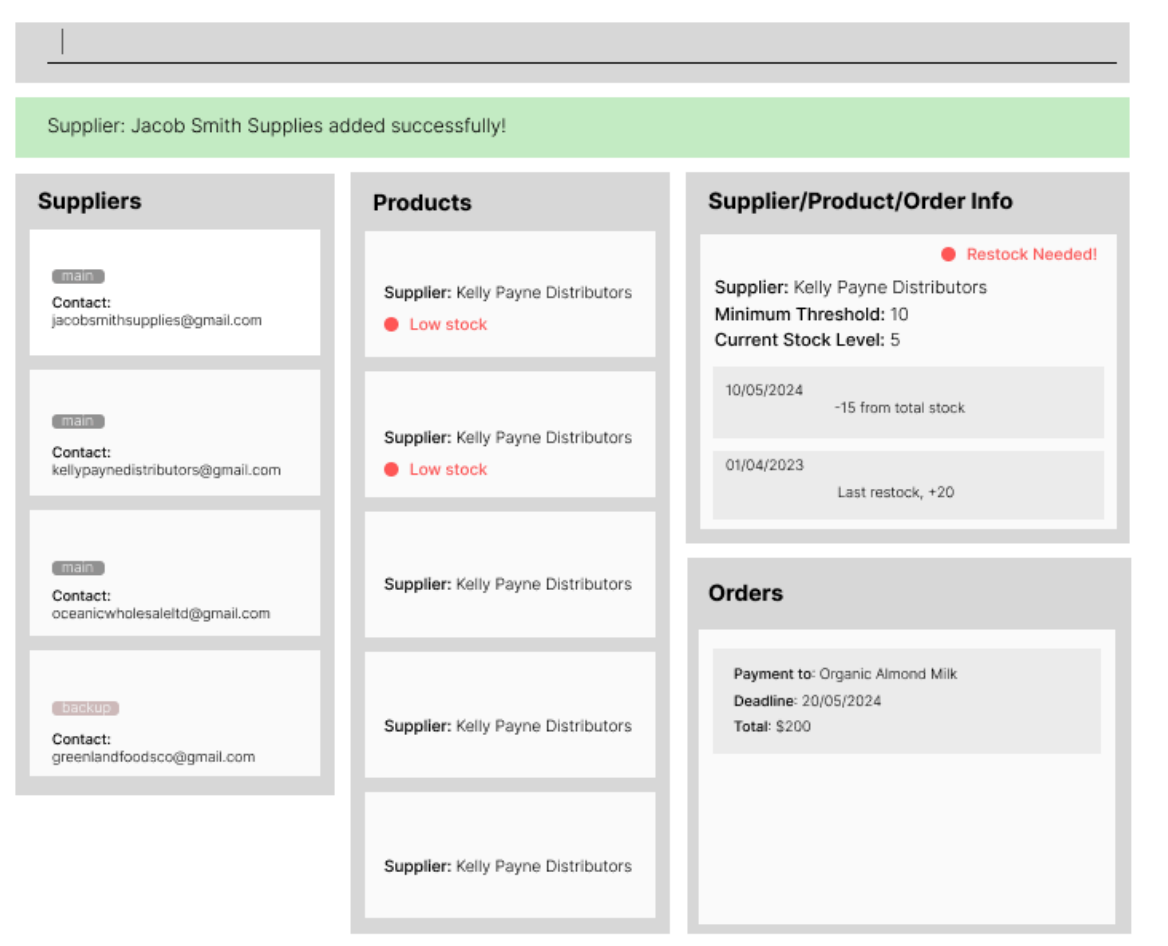 Supplier: Jacob Smith Supplies added successfully!
Suppliers
main
Contact:
jacobsmithsupplies@gmail.com
main
Contact:
kellypaynedistributors@gmail.com
main
Contact:
oceanicwholesaleltd@gmail.com
backup
Contact:
greenlandfoodsco@gmail.com
Products
Supplier: Kelly Payne Distributors
Low stock
Supplier: Kelly Payne Distributors
Low stock
Supplier: Kelly Payne Distributors
Supplier: Kelly Payne Distributors
Supplier: Kelly Payne Distributors
Supplier/Product/Order Info
Restock Needed!
Supplier: Kelly Payne Distributors
Minimum Threshold: 10
Current Stock Level: 5
10/05/2024
-15 from total stock
01/04/2023
Last restock, +20
Orders
Payment to: Organic Almond Milk
Deadline: 20/05/2024
Total: $200